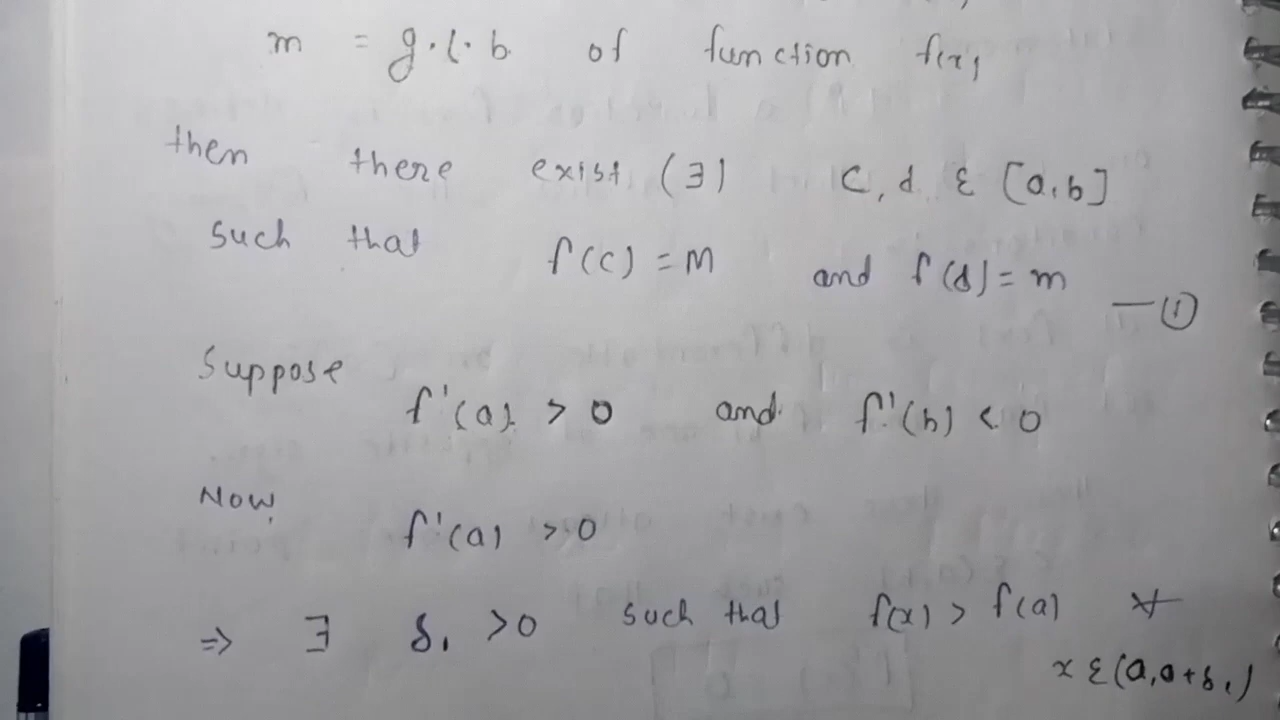 m = g.l.b. of function f(x)
then there exist (∃) c, d ε [a,b]
such that f(c) = M and f(d) = m —①
Suppose f'(a) > 0 and f'(b) < 0
Now, f'(a) > 0
⇒ ∃ δ₁ > 0 such that f(x) > f(a) ∀
x ε (a, a+δ₁)